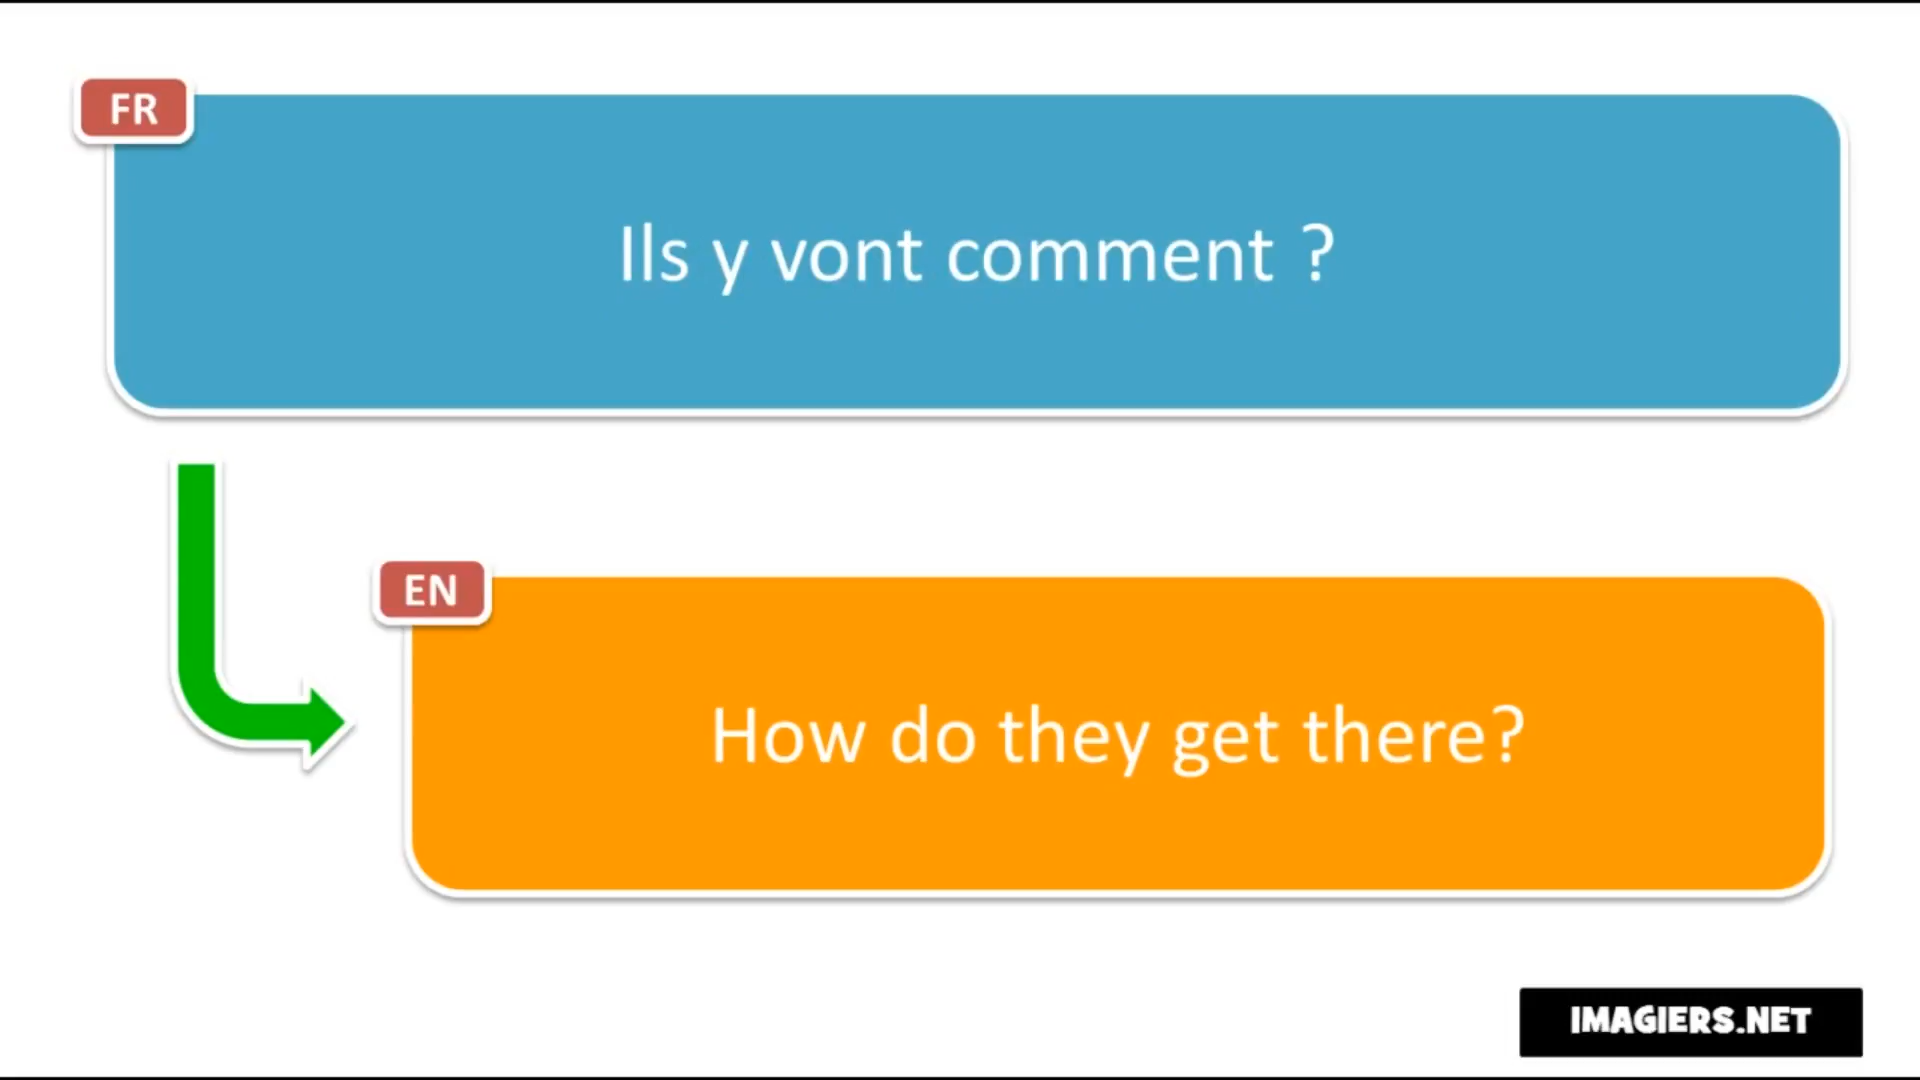 FR
Ils y vont comment ?
EN
How do they get there?
IMAGIERS.NET